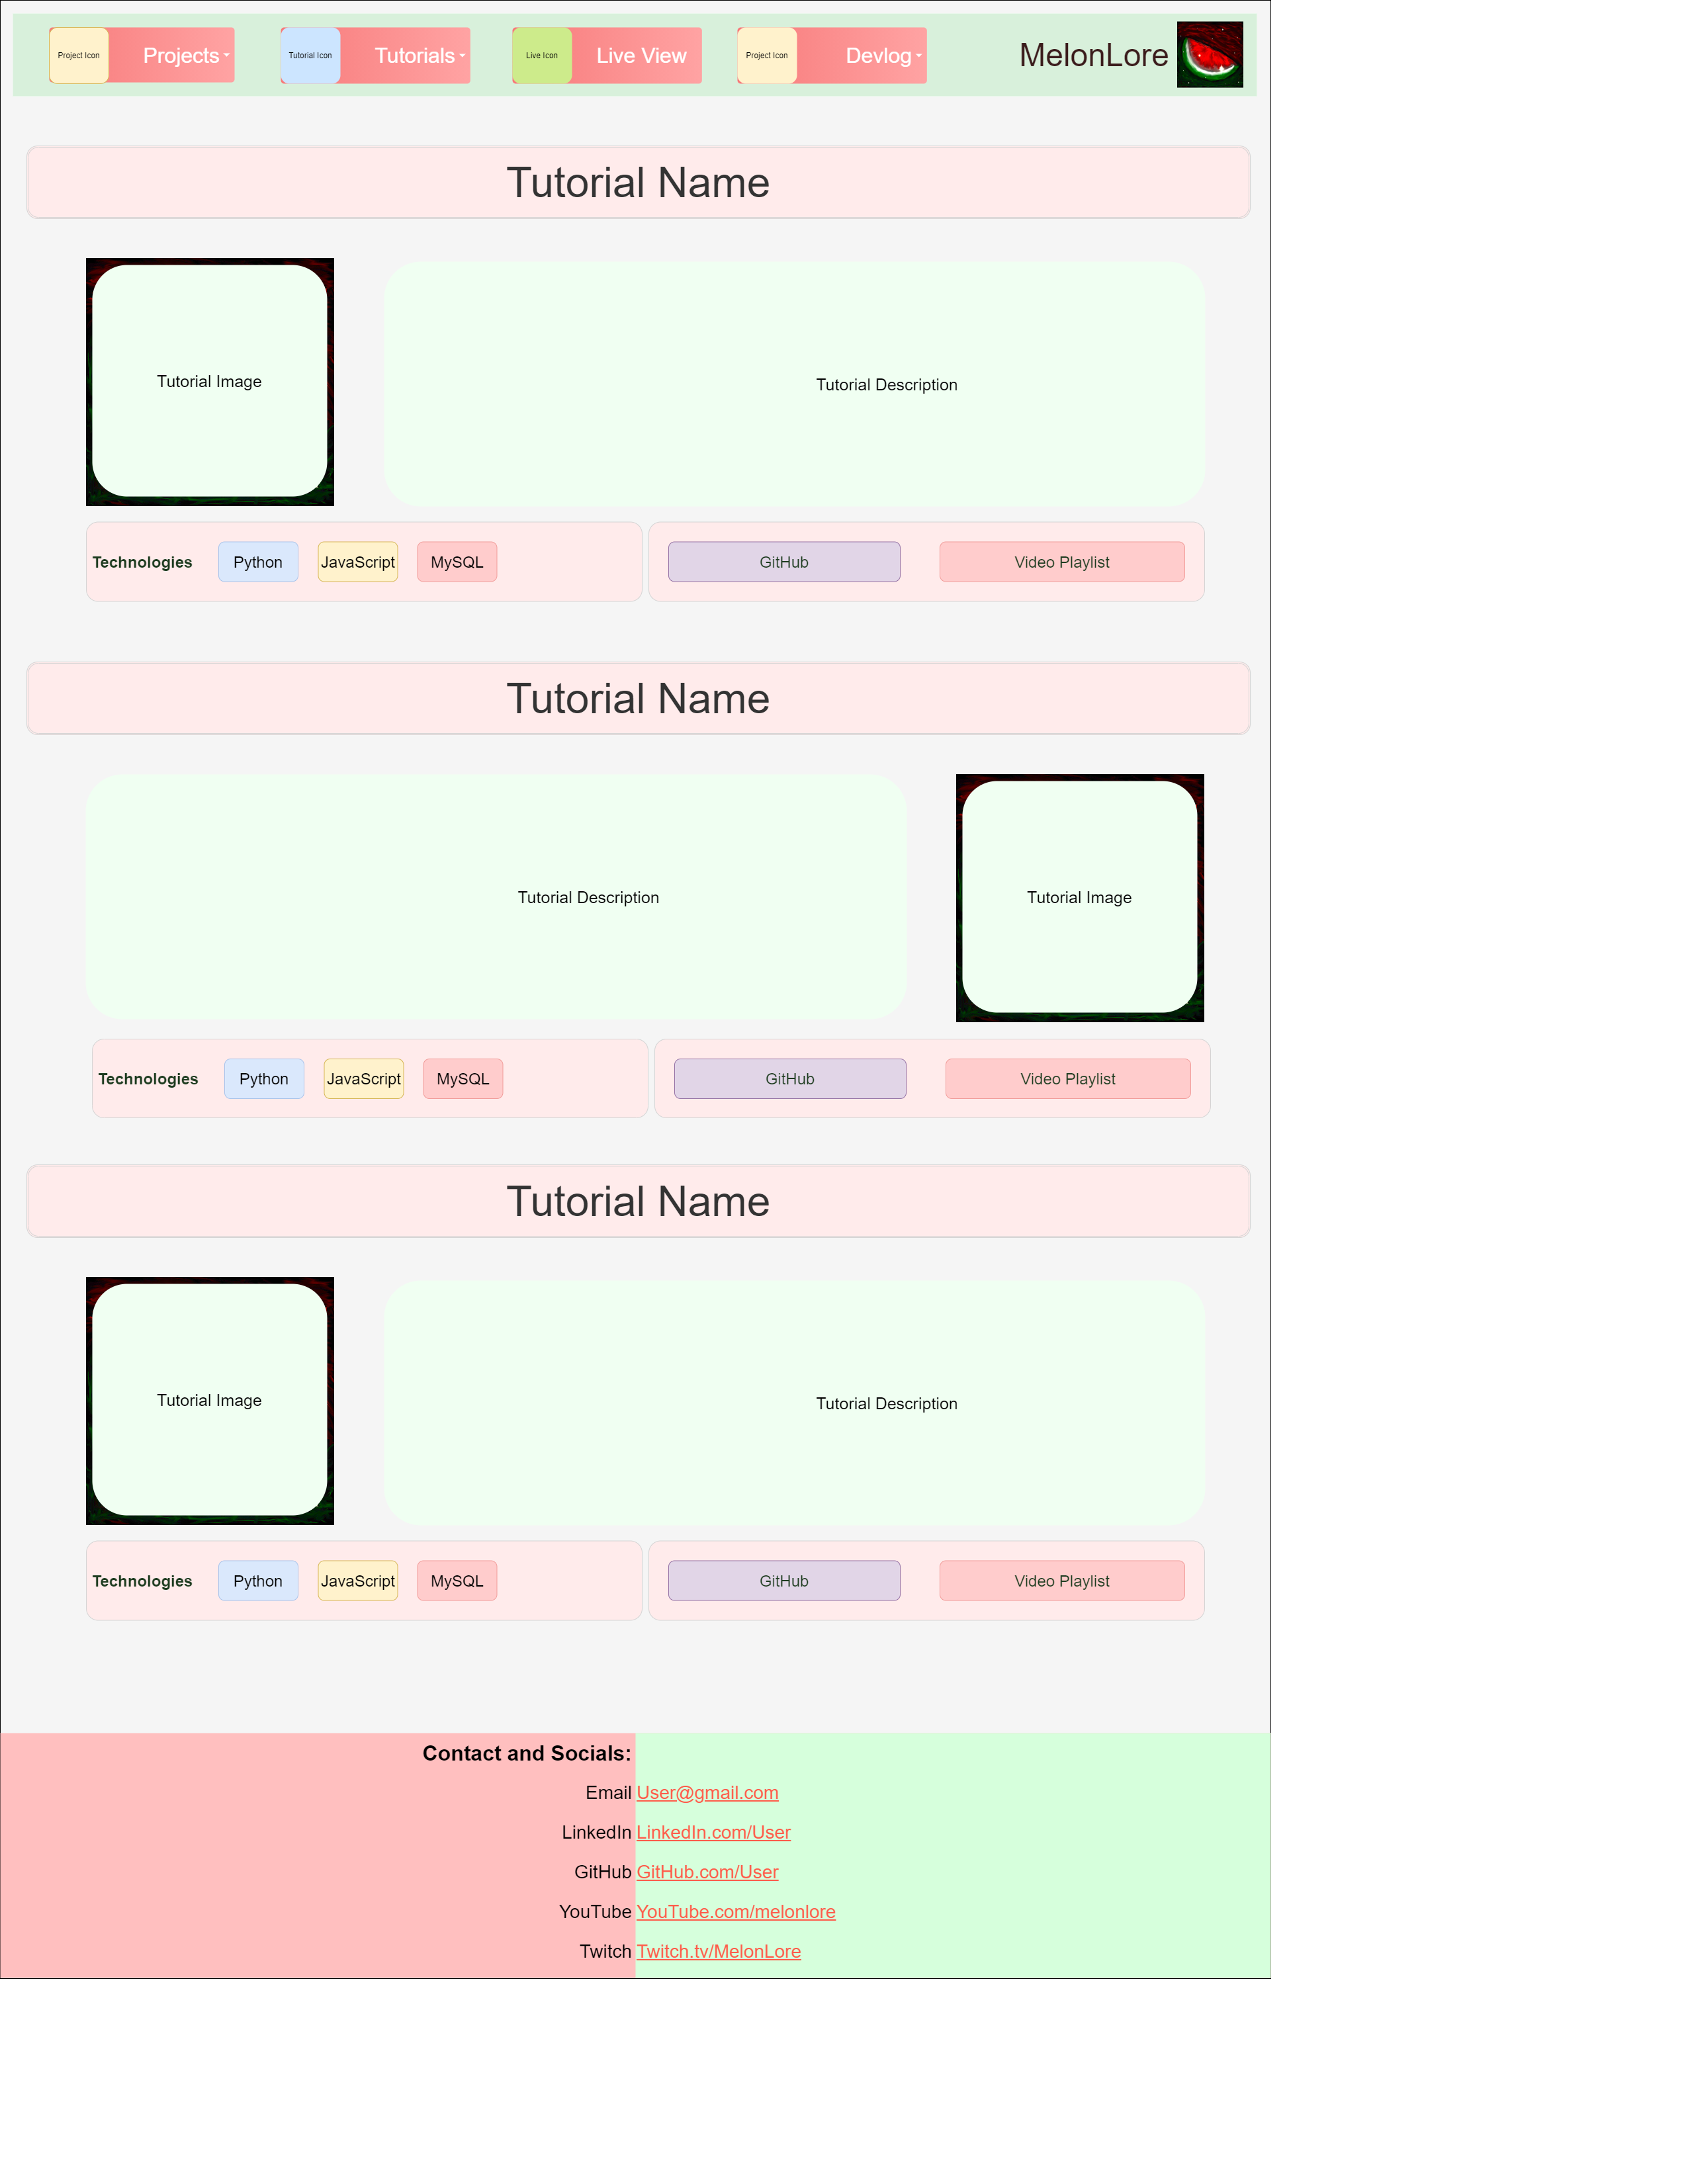 Project Icon
Projects
Tutorial Icon
Tutorials
Live Icon
Live View
Project Icon
Devlog
MelonLore
Tutorial Name
Tutorial Image
Tutorial Description
Technologies
Python
JavaScript
MySQL
GitHub
Video Playlist
Tutorial Name
Tutorial Description
Tutorial Image
Technologies
Python
JavaScript
MySQL
GitHub
Video Playlist
Tutorial Name
Tutorial Image
Tutorial Description
Technologies
Python
JavaScript
MySQL
GitHub
Video Playlist
Contact and Socials:
Email User@gmail.com
LinkedIn LinkedIn.com/User
GitHub GitHub.com/User
YouTube YouTube.com/melonlore
Twitch Twitch.tv/MelonLore